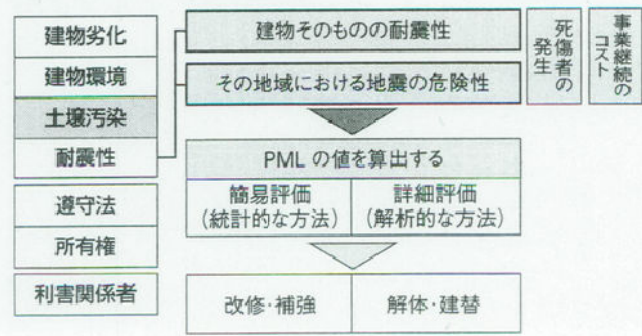 建物劣化
建物環境
土壌汚染
耐震性
遵守法
所有権
利害関係者
建物そのものの耐震性
その地域における地震の危険性
死傷者の
発生
事業継続の
コスト
PMLの値を算出する
簡易評価
(統計的な方法)
詳細評価
(解析的な方法)
改修・補強
解体・建替